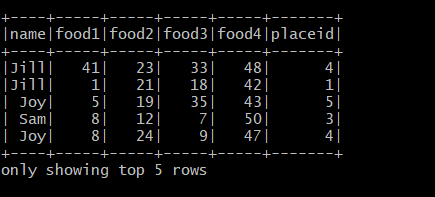 +----+-----+-----+-----+-----+-------+
|name|food1|food2|food3|food4|placeid|
+----+-----+-----+-----+-----+-------+
|Jill|   41|   23|   33|   48|      4|
|Jill|    1|   21|   18|   42|      1|
| Joy|    5|   19|   35|   43|      5|
| Sam|    8|   12|    7|   50|      3|
| Joy|    8|   24|    9|   47|      4|
+----+-----+-----+-----+-----+-------+
only showing top 5 rows